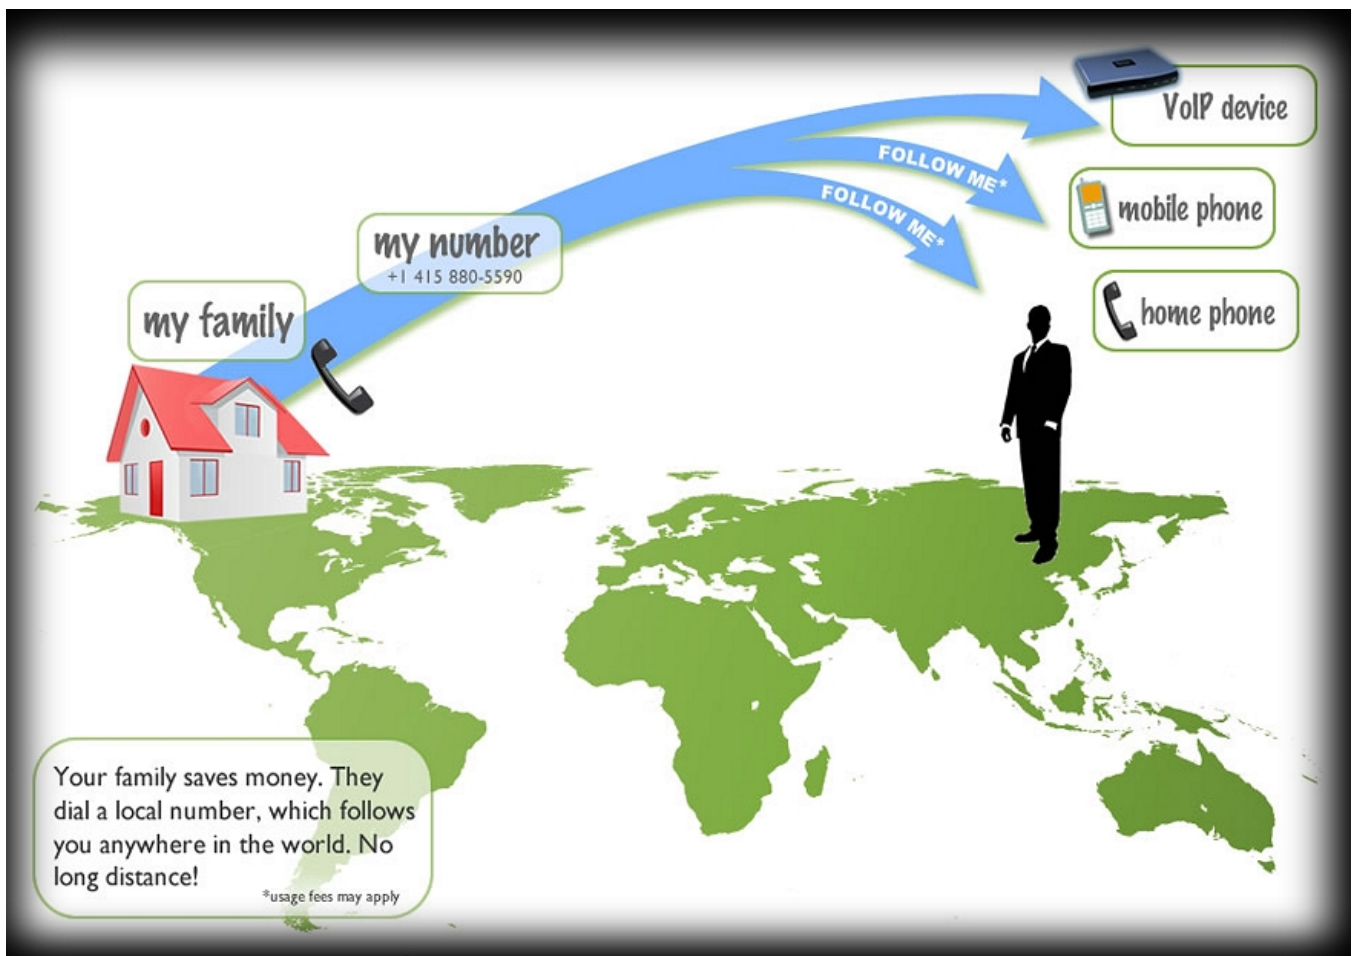 VoIP device
FOLLOW ME*
mobile phone
FOLLOW ME*
my number
+1 415 880-5590
my family
home phone
Your family saves money. They
dial a local number, which follows
you anywhere in the world. No
long distance!
*usage fees may apply